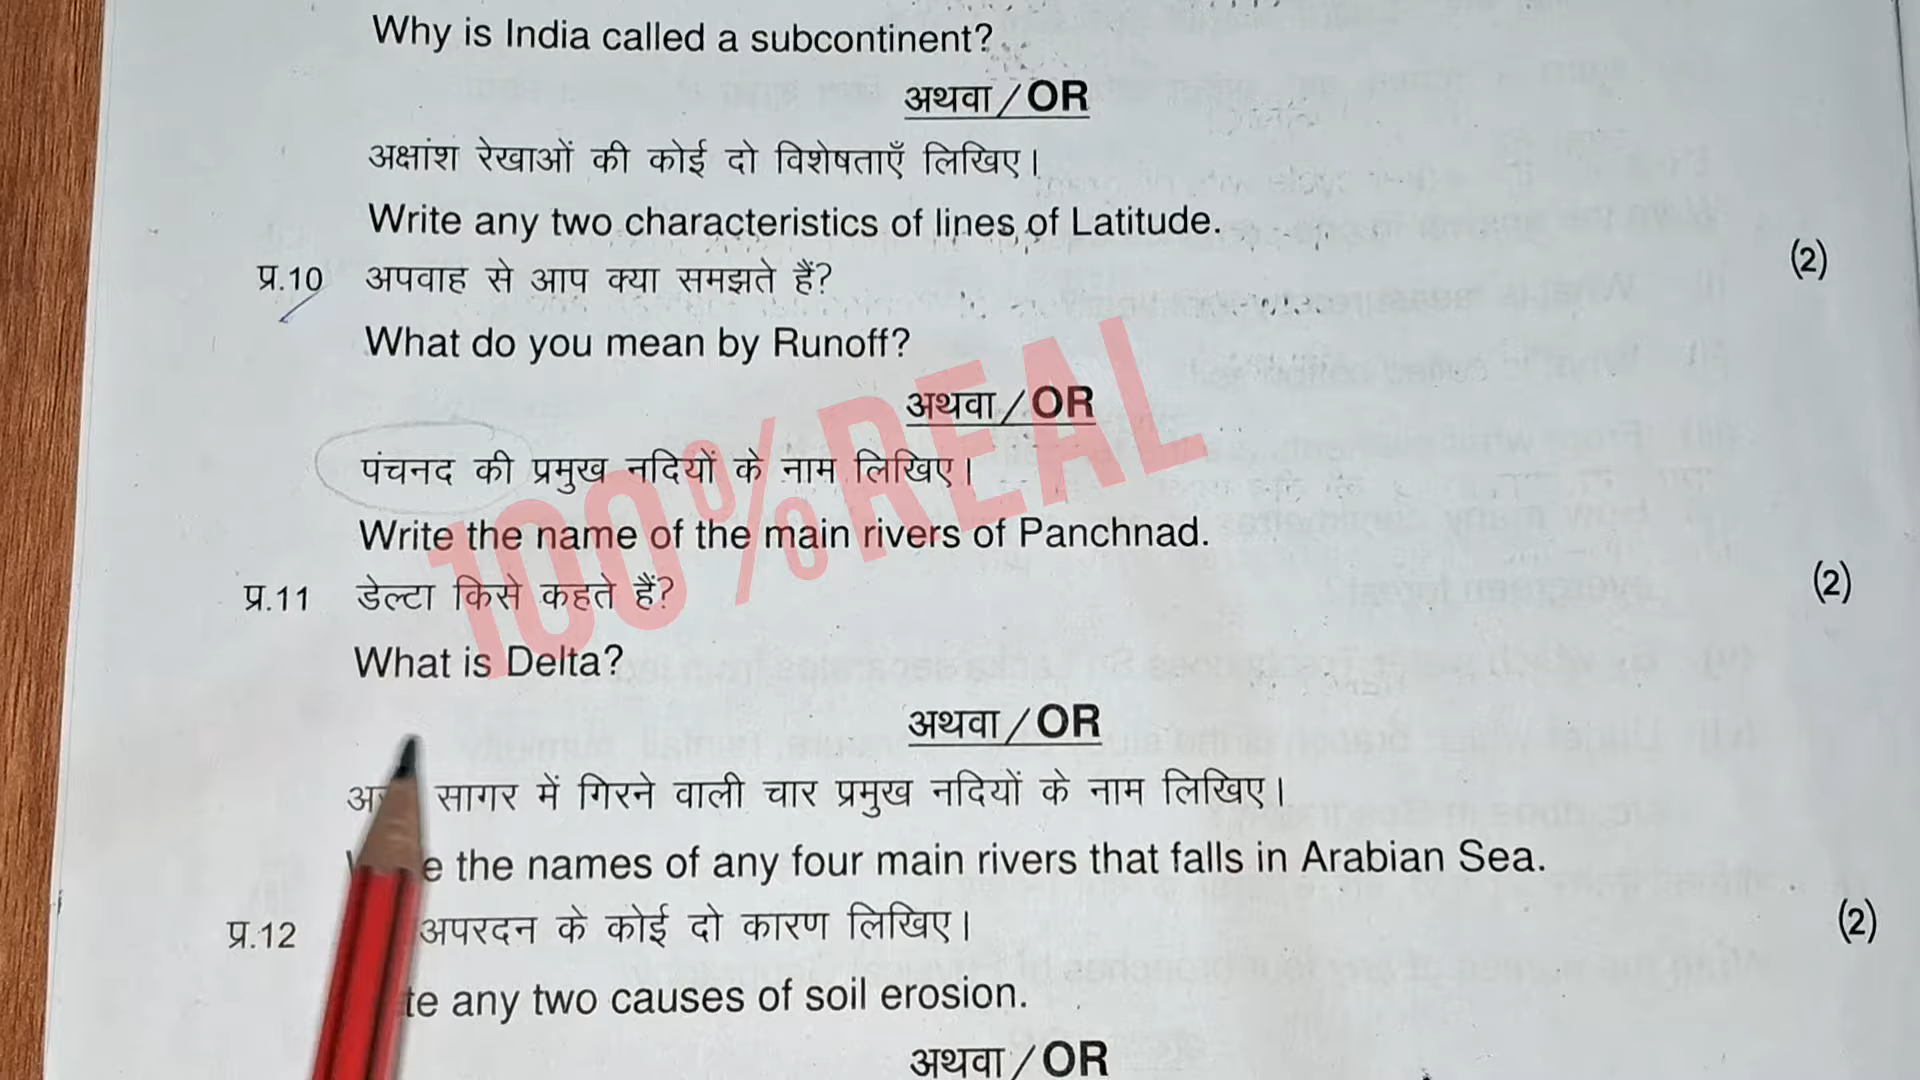 Why is India called a subcontinent?
अथवा / OR
अक्षांश रेखाओं की कोई दो विशेषताएँ लिखिए।
Write any two characteristics of lines of Latitude.
प्र.10 अपवाह से आप क्या समझते हैं? (2)
What do you mean by Runoff?
अथवा / OR
पंचनद की प्रमुख नदियों के नाम लिखिए।
Write the name of the main rivers of Panchnad.
100% REAL
प्र.11 डेल्टा किसे कहते हैं? (2)
What is Delta?
अथवा / OR
सागर में गिरने वाली चार प्रमुख नदियों के नाम लिखिए।
the names of any four main rivers that falls in Arabian Sea.
प्र.12 अपरदन के कोई दो कारण लिखिए। (2)
any two causes of soil erosion.
अथवा / OR